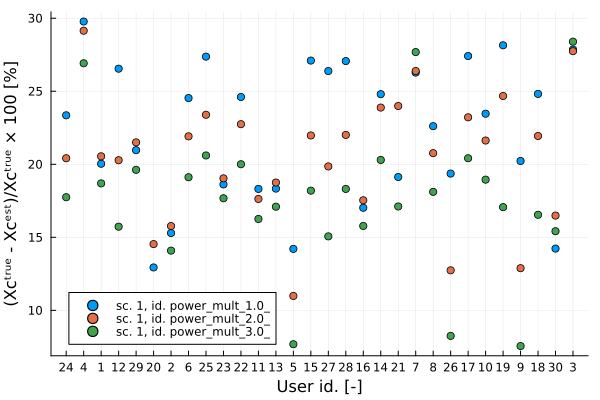 30
25
20
15
10
(Xcᵗʳᵘᵉ - Xcᵉˢᵗ)/Xcᵗʳᵘᵉ × 100 [%]
sc. 1, id. power_mult_1.0_
sc. 1, id. power_mult_2.0_
sc. 1, id. power_mult_3.0_
24 4 1 12 29 20 2 6 25 23 22 11 13 5 15 27 28 16 14 21 7 8 26 17 10 19 9 18 30 3
User id. [-]